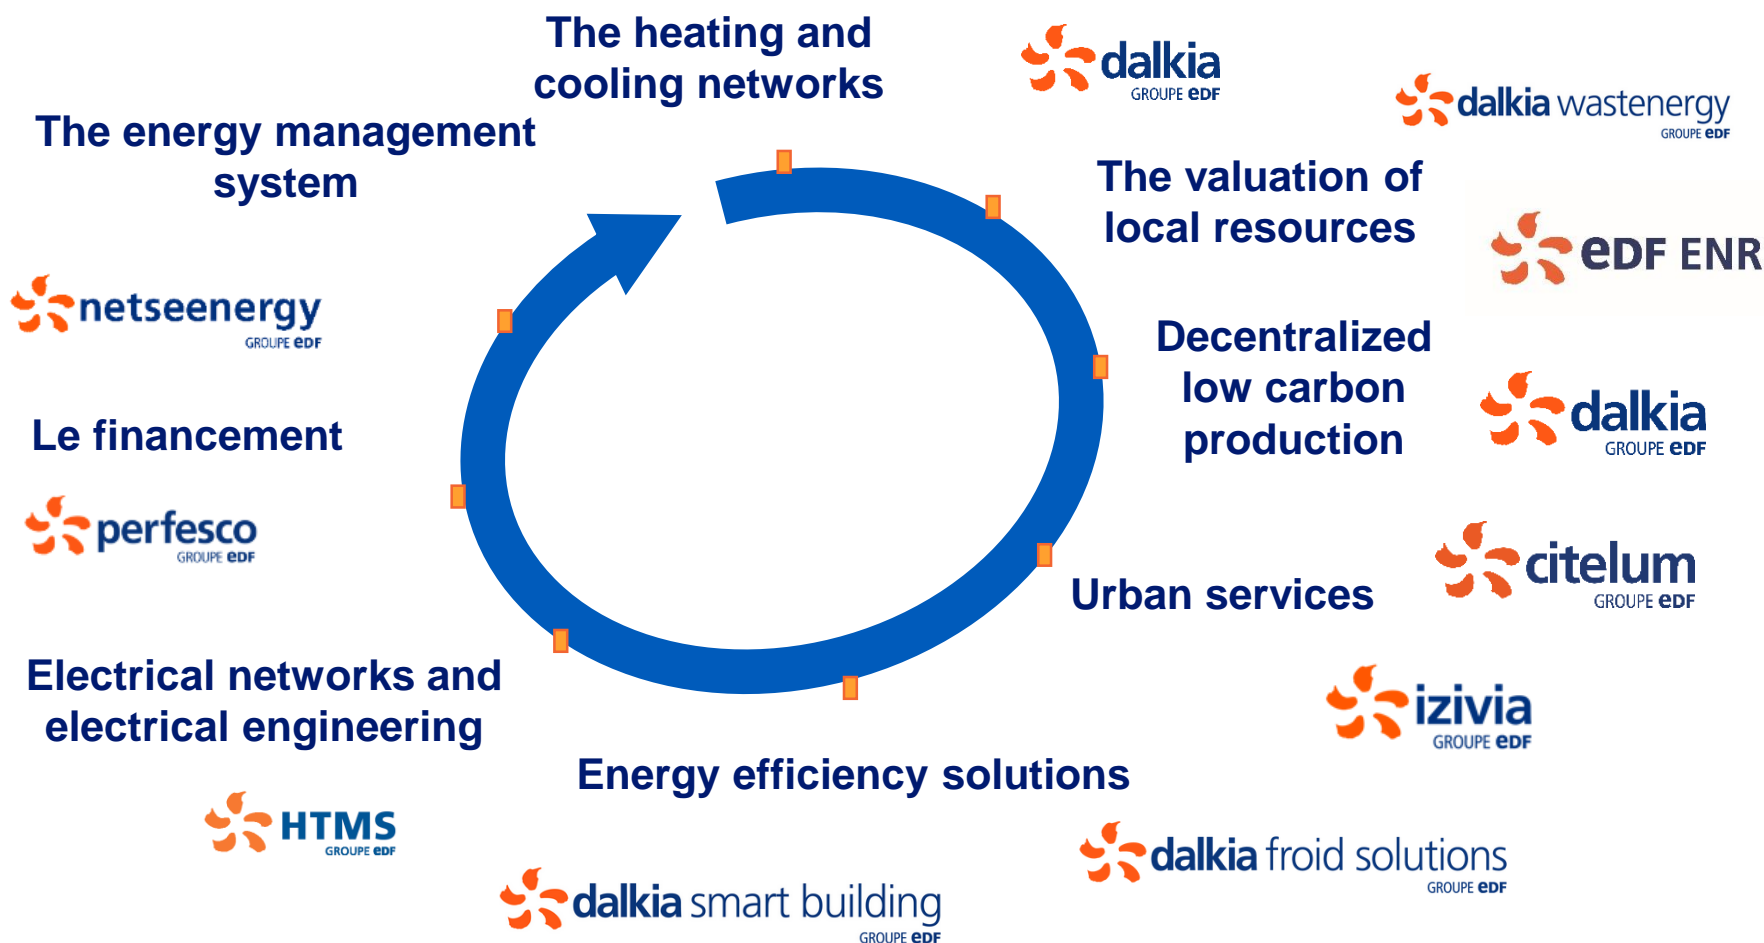 The heating and
cooling networks
dalkia
GROUPE eDF
dalkia wastenergy
GROUPE eDF
The energy management
system
The valuation of
local resources
eDF ENR
netseenergy
GROUPE eDF
Decentralized
low carbon
production
dalkia
GROUPE eDF
Le financement
perfesco
GROUPE eDF
citelum
GROUPE eDF
Urban services
Electrical networks and
electrical engineering
izivia
GROUPE eDF
Energy efficiency solutions
HTMS
GROUPE eDF
dalkia froid solutions
GROUPE eDF
dalkia smart building
GROUPE eDF